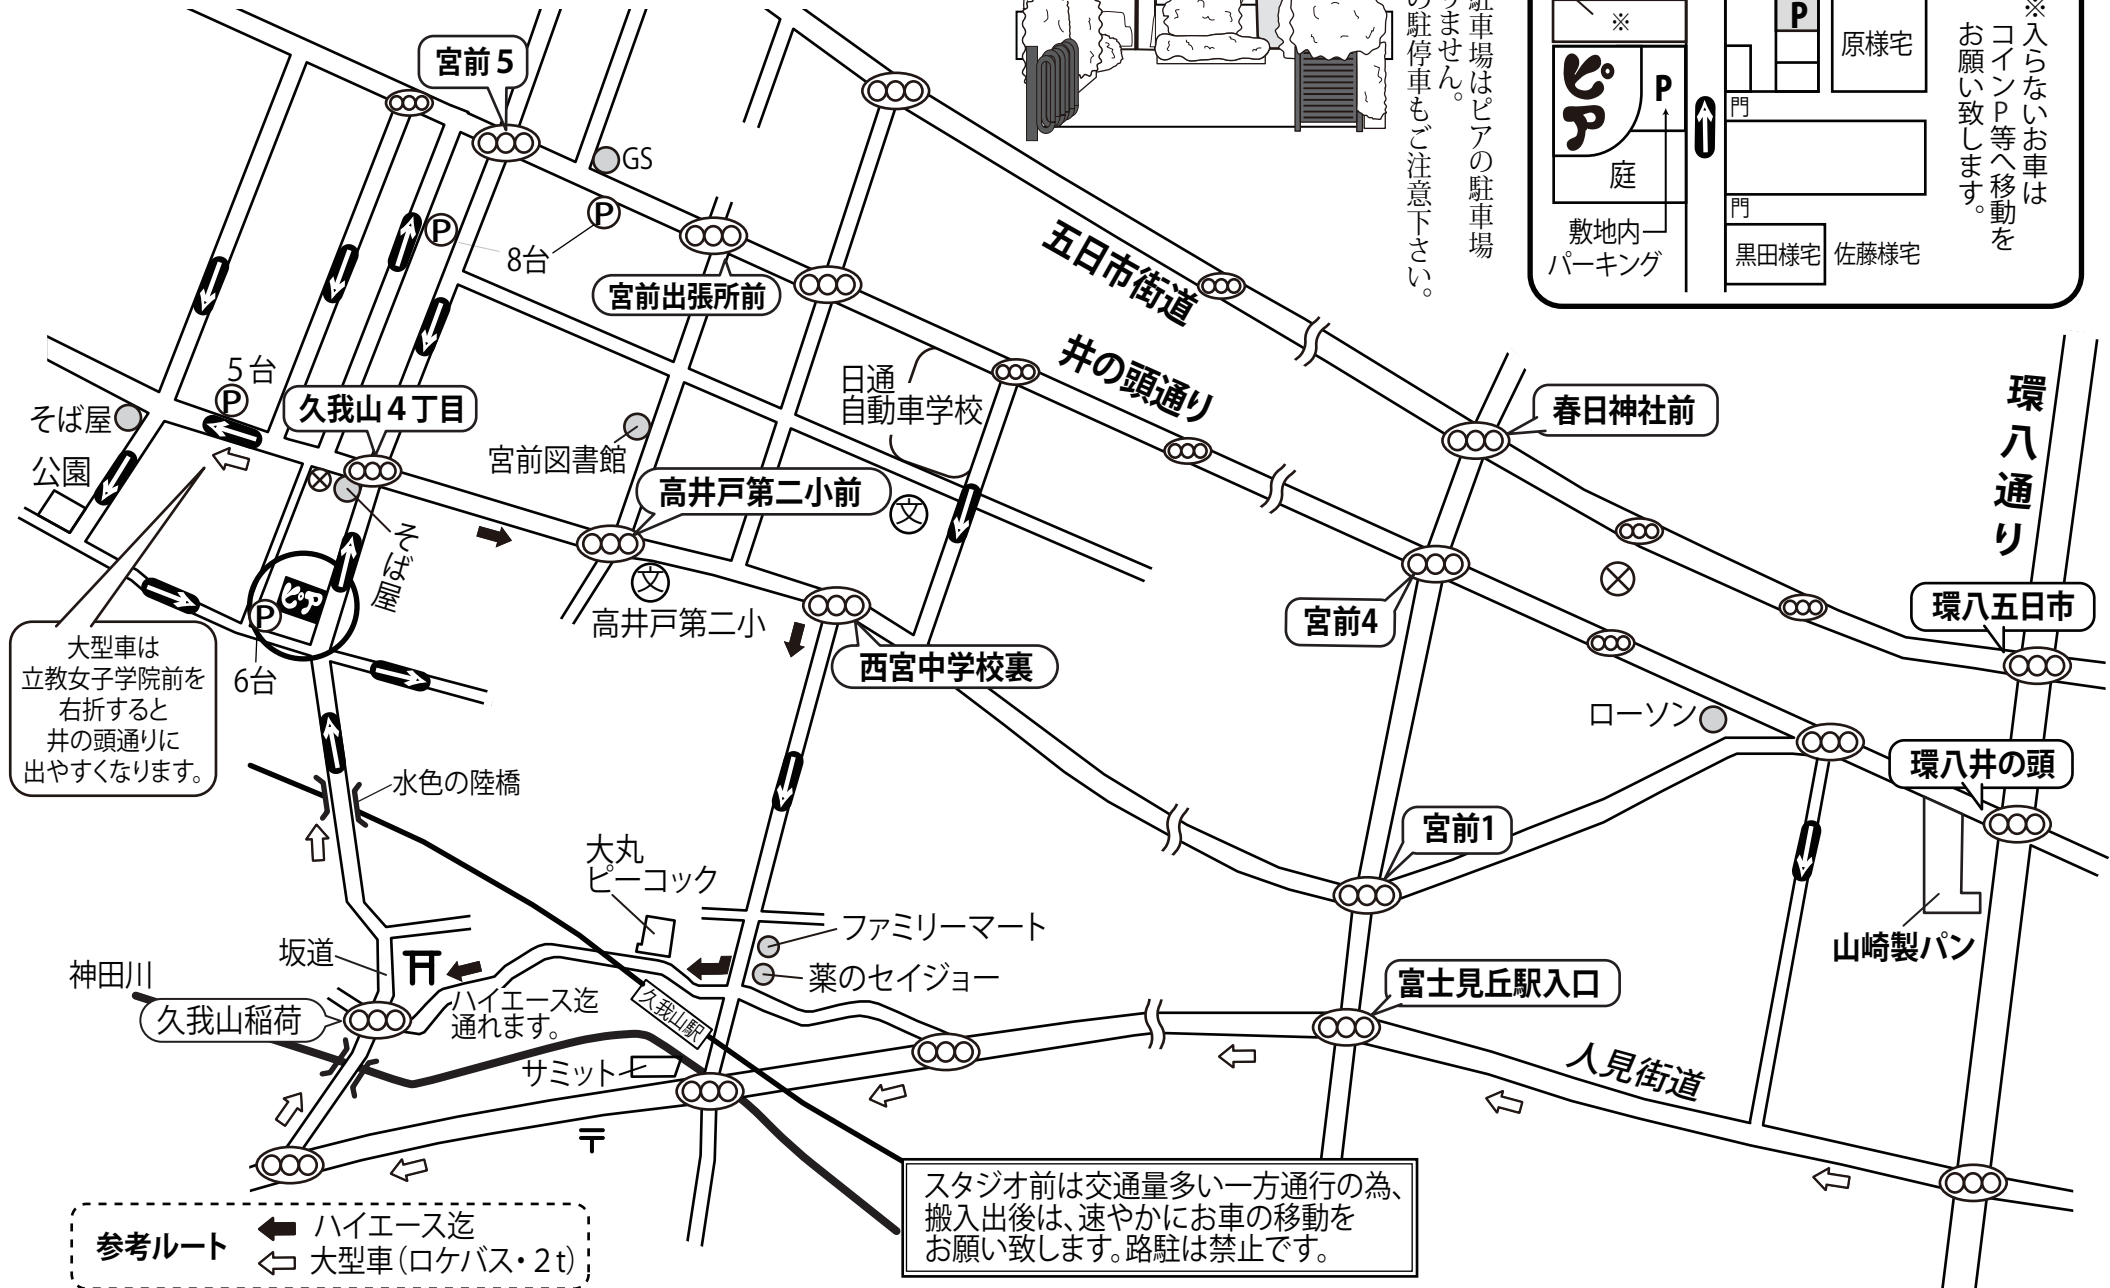 宮前5
GS
P
P
8台
宮前出張所前
5台
P
そば屋
公園
久我山4丁目
宮前図書館
高井戸第二小前
文
文
高井戸第二小
日通
自動車学校
五日市街道
井の頭通り
春日神社前
環八通り
環八五日市
宮前4
西宮中学校裏
そば屋
ピア
P
6台
大型車は
立教女子学院前を
右折すると
井の頭通りに
出やすくなります。
水色の陸橋
ローソン
環八井の頭
宮前1
山崎製パン
大丸
ピーコック
ファミリーマート
薬のセイジョー
坂道
神田川
久我山稲荷
ハイエース迄
通れます。
久我山駅
サミット
富士見丘駅入口
人見街道
〒
スタジオ前は交通量多い一方通行の為、
搬入出後は、速やかにお車の移動を
お願い致します。路駐は禁止です。
参考ルート
ハイエース迄
大型車(ロケバス・2t)
駐車場はピアの駐車場
りません。
の駐停車もご注意下さい。
※
P
原様宅
ピア
P
門
庭
門
敷地内
パーキング
黒田様宅
佐藤様宅
※入らないお車は
コインP等へ移動を
お願い致します。